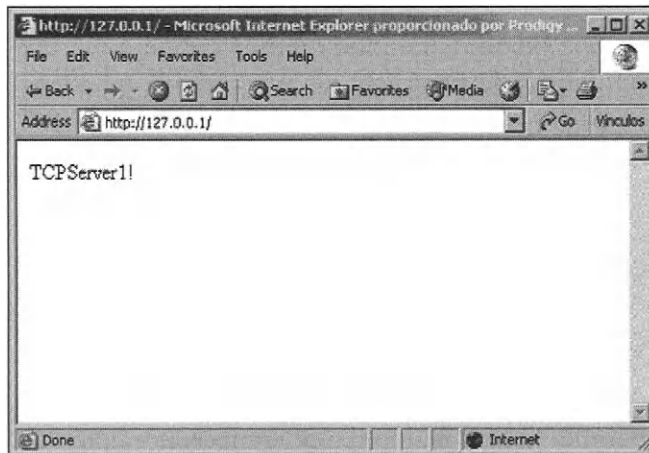 http://127.0.0.1/ - Microsoft Internet Explorer proporcionado por Prodigy ...
File Edit View Favorites Tools Help
Back Search Favorites Media »
Address http://127.0.0.1/ Go Vínculos
TCPServer1!
Done Internet